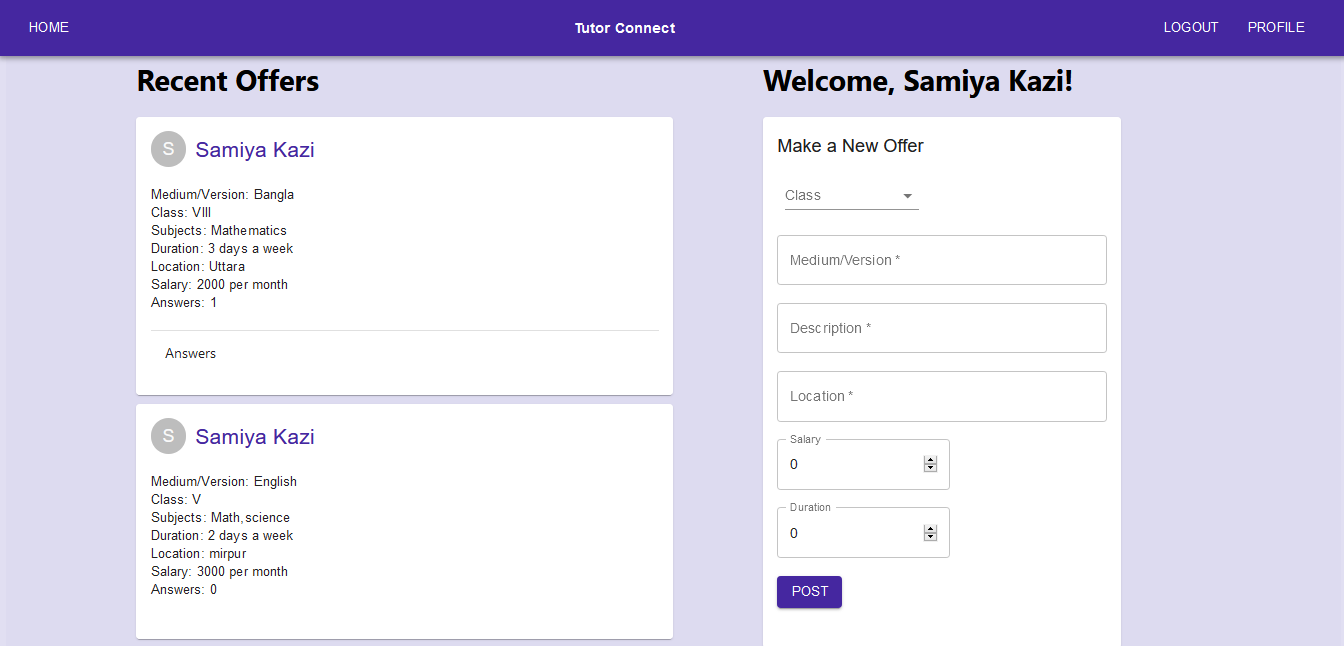 HOME
Tutor Connect
LOGOUT
PROFILE
Recent Offers
S
Samiya Kazi
Medium/Version: Bangla
Class: VIII
Subjects: Mathematics
Duration: 3 days a week
Location: Uttara
Salary: 2000 per month
Answers: 1
Answers
S
Samiya Kazi
Medium/Version: English
Class: V
Subjects: Math,science
Duration: 2 days a week
Location: mirpur
Salary: 3000 per month
Answers: 0
Welcome, Samiya Kazi!
Make a New Offer
Class
Medium/Version *
Description *
Location *
Salary
0
Duration
0
POST